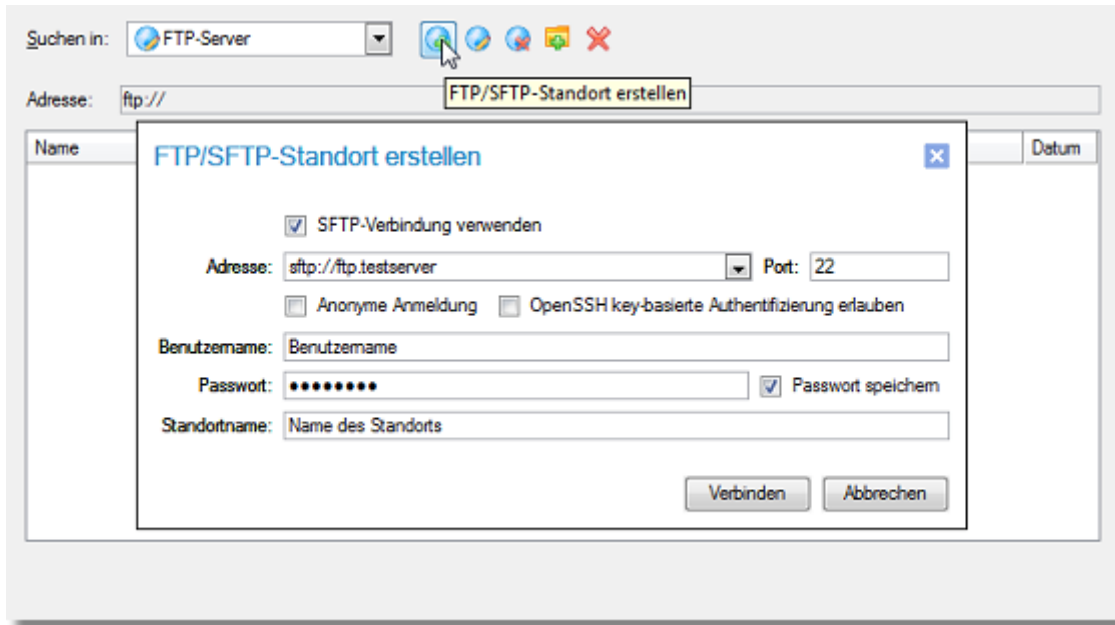 Suchen in: FTP-Server
FTP/SFTP-Standort erstellen
Adresse: ftp://
Name Datum
FTP/SFTP-Standort erstellen
SFTP-Verbindung verwenden
Adresse: sftp://ftp.testserver Port: 22
Anonyme Anmeldung OpenSSH key-basierte Authentifizierung erlauben
Benutzername: Benutzername
Passwort: ●●●●●●●● Passwort speichern
Standortname: Name des Standorts
Verbinden Abbrechen